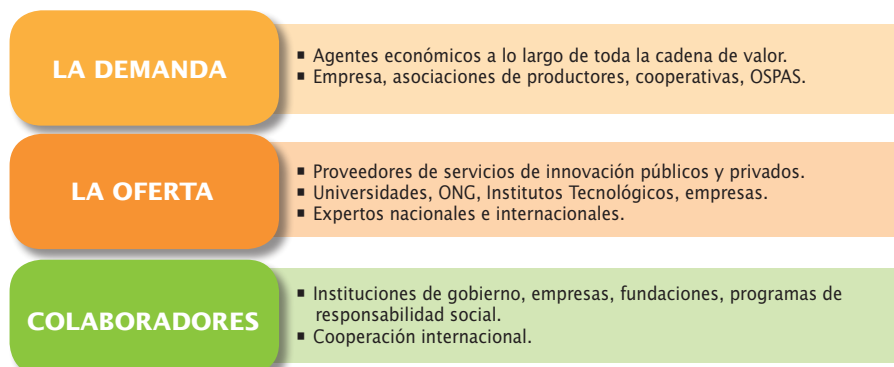 LA DEMANDA
▪ Agentes económicos a lo largo de toda la cadena de valor.
▪ Empresa, asociaciones de productores, cooperativas, OSPAS.
LA OFERTA
▪ Proveedores de servicios de innovación públicos y privados.
▪ Universidades, ONG, Institutos Tecnológicos, empresas.
▪ Expertos nacionales e internacionales.
COLABORADORES
▪ Instituciones de gobierno, empresas, fundaciones, programas de
responsabilidad social.
▪ Cooperación internacional.